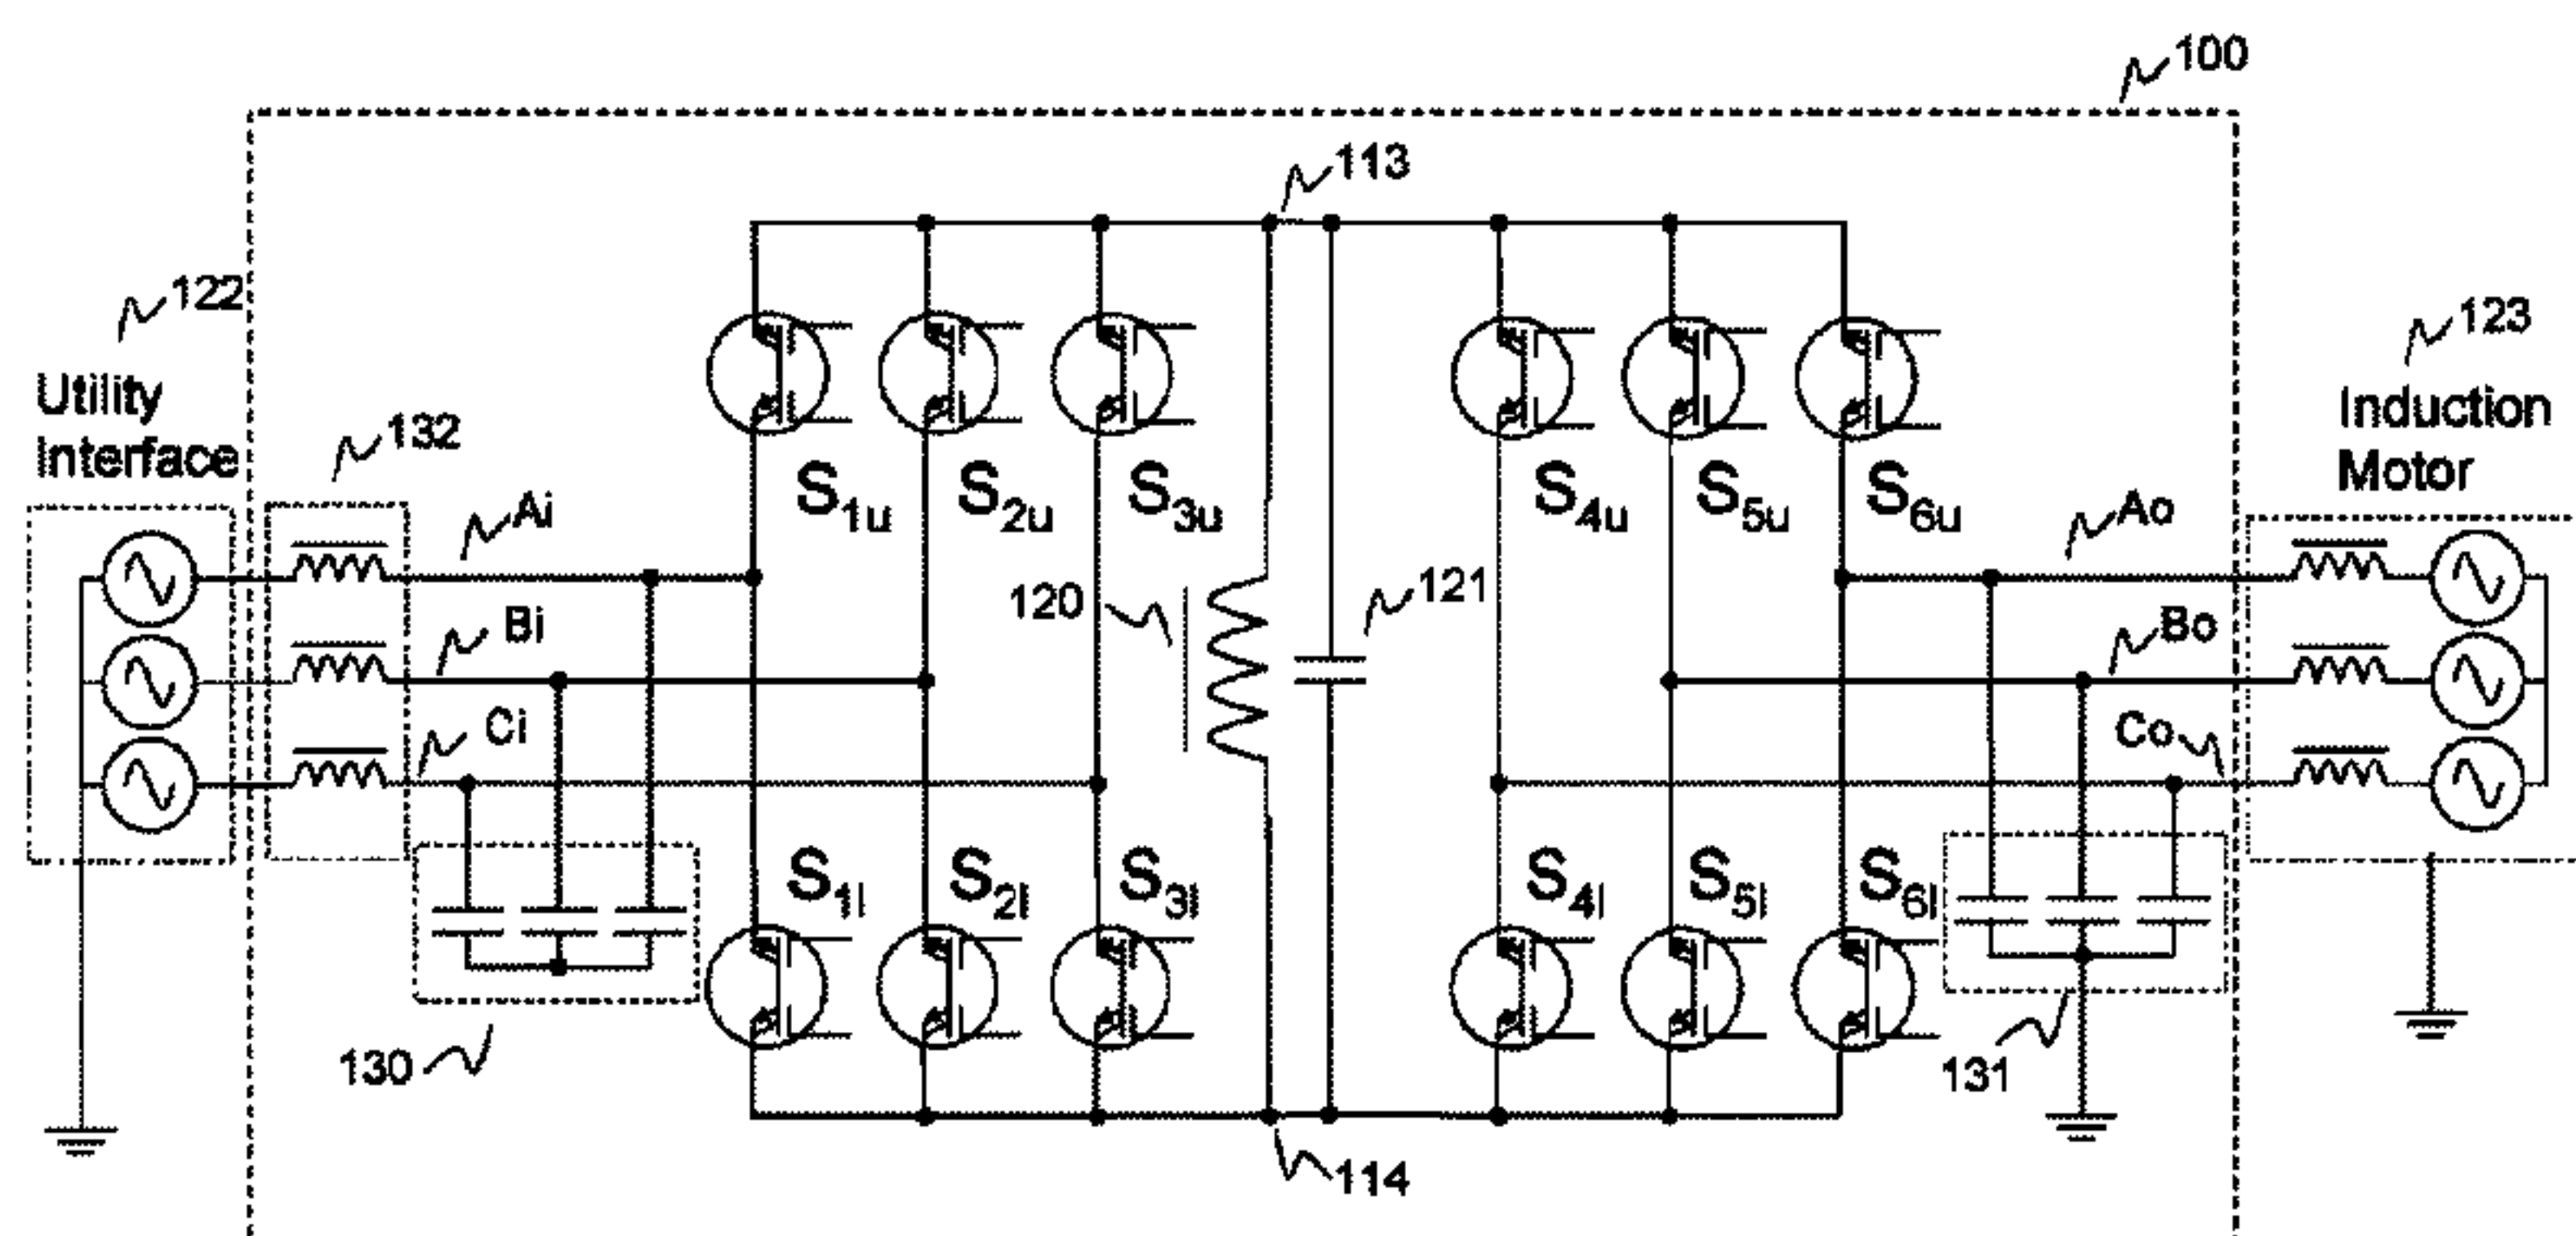 100
113
122
Utility
Interface
132
Ai
Bi
Ci
S1u
S2u
S3u
S4u
S5u
S6u
120
121
123
Induction
Motor
Ao
Bo
Co
S1l
S2l
S3l
S4l
S5l
S6l
130
131
114